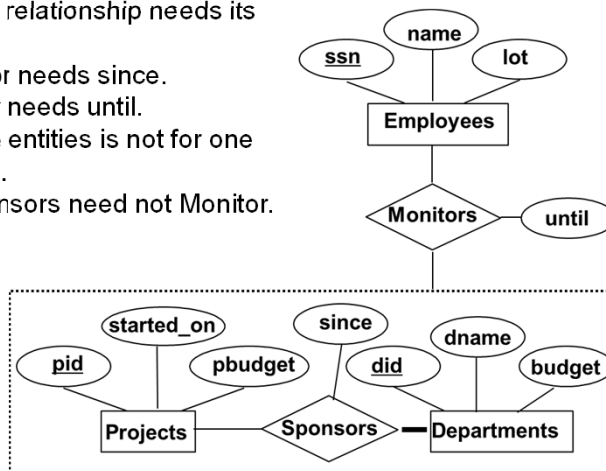 relationship needs its
or needs since.
needs until.
entities is not for one
nsors need not Monitor.
name
ssn
lot
Employees
Monitors
until
started_on
since
dname
pid
pbudget
did
budget
Projects
Sponsors
Departments